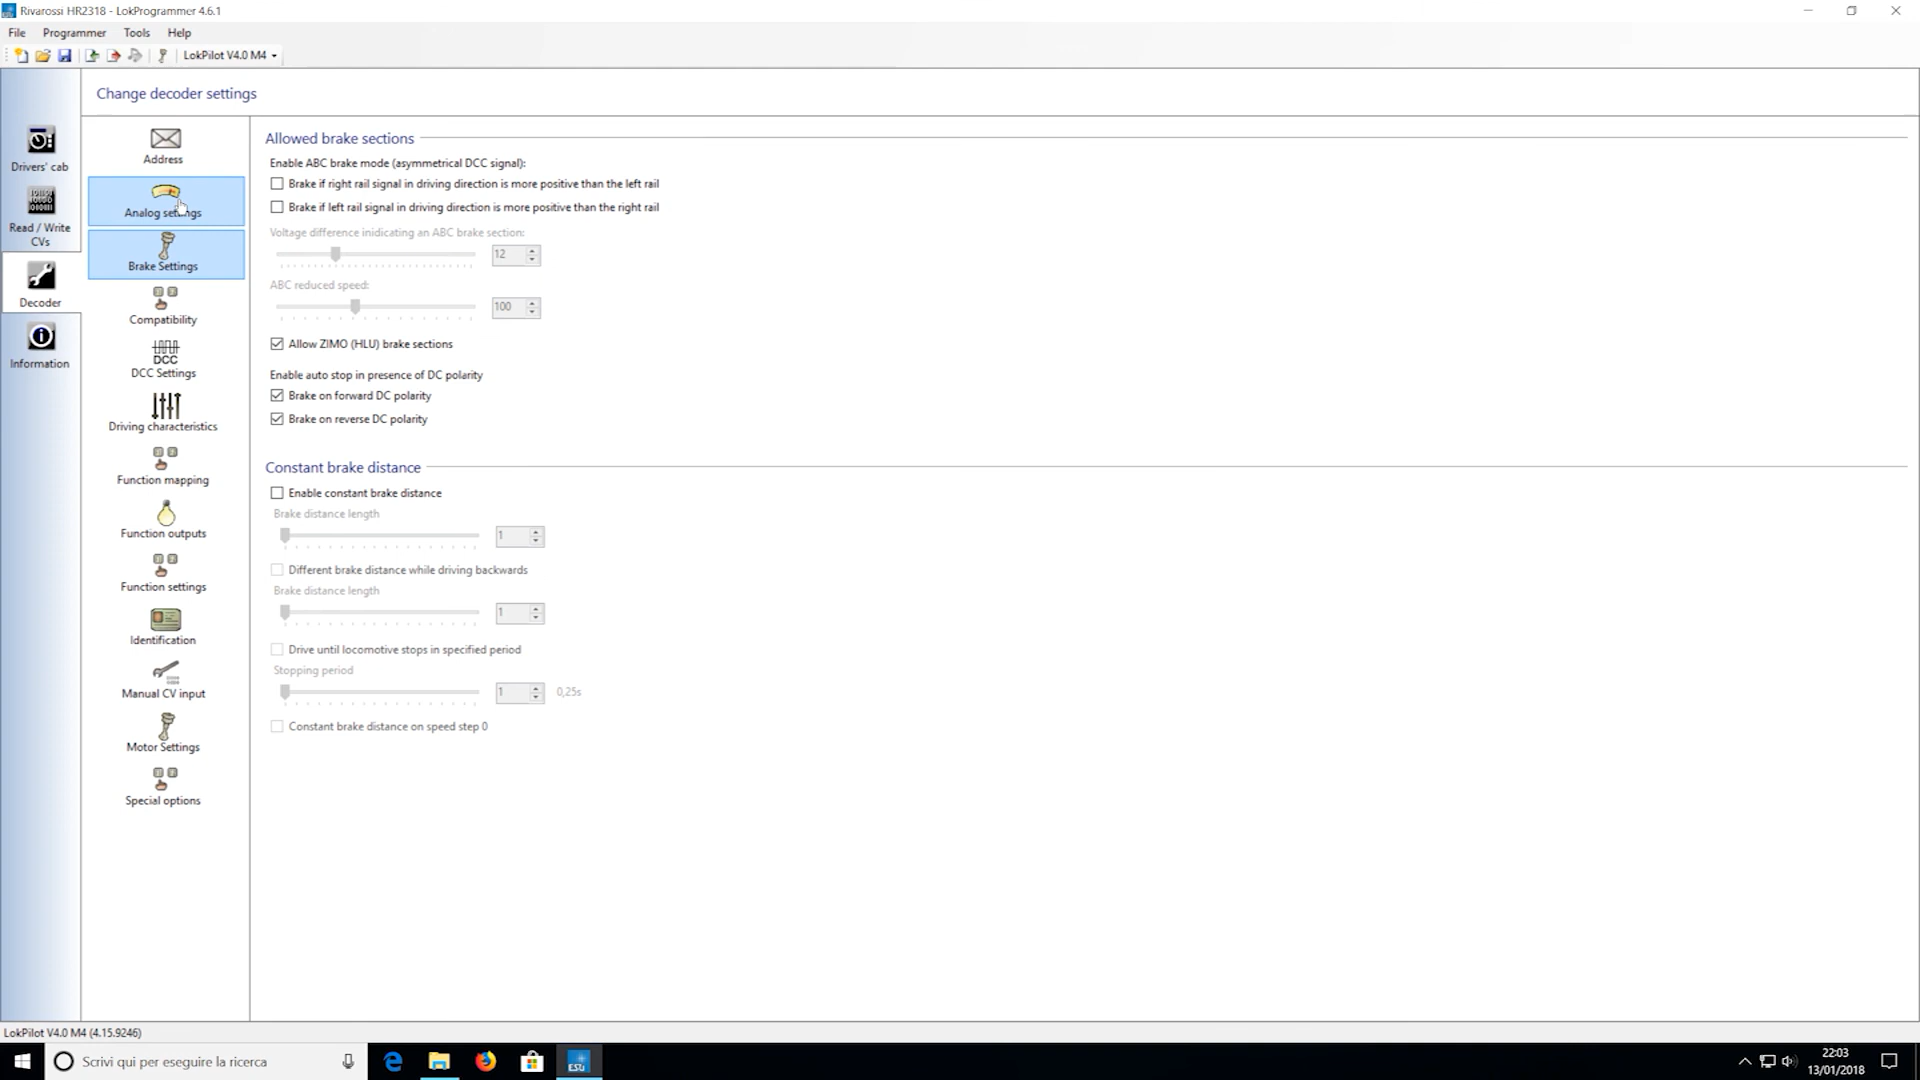 Rivarossi HR2318 - LokProgrammer 4.6.1
File Programmer Tools Help
LokPilot V4.0 M4
Change decoder settings
Drivers' cab
Read / Write
CVs
Decoder
Information
Address
Analog settings
Brake Settings
Compatibility
DCC
DCC Settings
Driving characteristics
Function mapping
Function outputs
Function settings
Identification
Manual CV input
Motor Settings
Special options
Allowed brake sections
Enable ABC brake mode (asymmetrical DCC signal):
Brake if right rail signal in driving direction is more positive than the left rail
Brake if left rail signal in driving direction is more positive than the right rail
Voltage difference inidicating an ABC brake section:
12
ABC reduced speed:
100
Allow ZIMO (HLU) brake sections
Enable auto stop in presence of DC polarity
Brake on forward DC polarity
Brake on reverse DC polarity
Constant brake distance
Enable constant brake distance
Brake distance length
1
Different brake distance while driving backwards
Brake distance length
1
Drive until locomotive stops in specified period
Stopping period
1 0,25s
Constant brake distance on speed step 0
LokPilot V4.0 M4 (4.15.9246)
Scrivi qui per eseguire la ricerca
ESU
22:03
13/01/2018